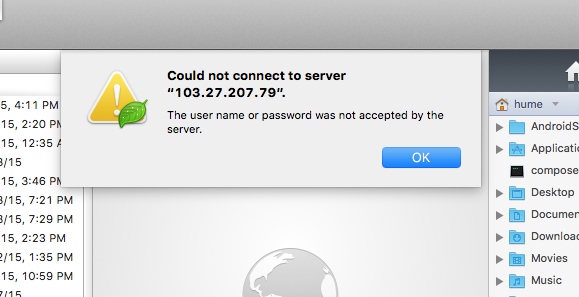 Could not connect to server
“103.27.207.79”.
The user name or password was not accepted by the
server.
OK
15, 4:11 PM
/15, 2:20 PM
15, 12:35 A
3/15
/15, 3:46 P
3/15, 7:21 PM
3/15, 7:29 PM
/15, 2:23 PM
2/15, 1:35 PM
/15, 10:59 PM
7/15
hume
AndroidS
Applicatio
compose
Desktop
Documen
Downloa
Movies
Music